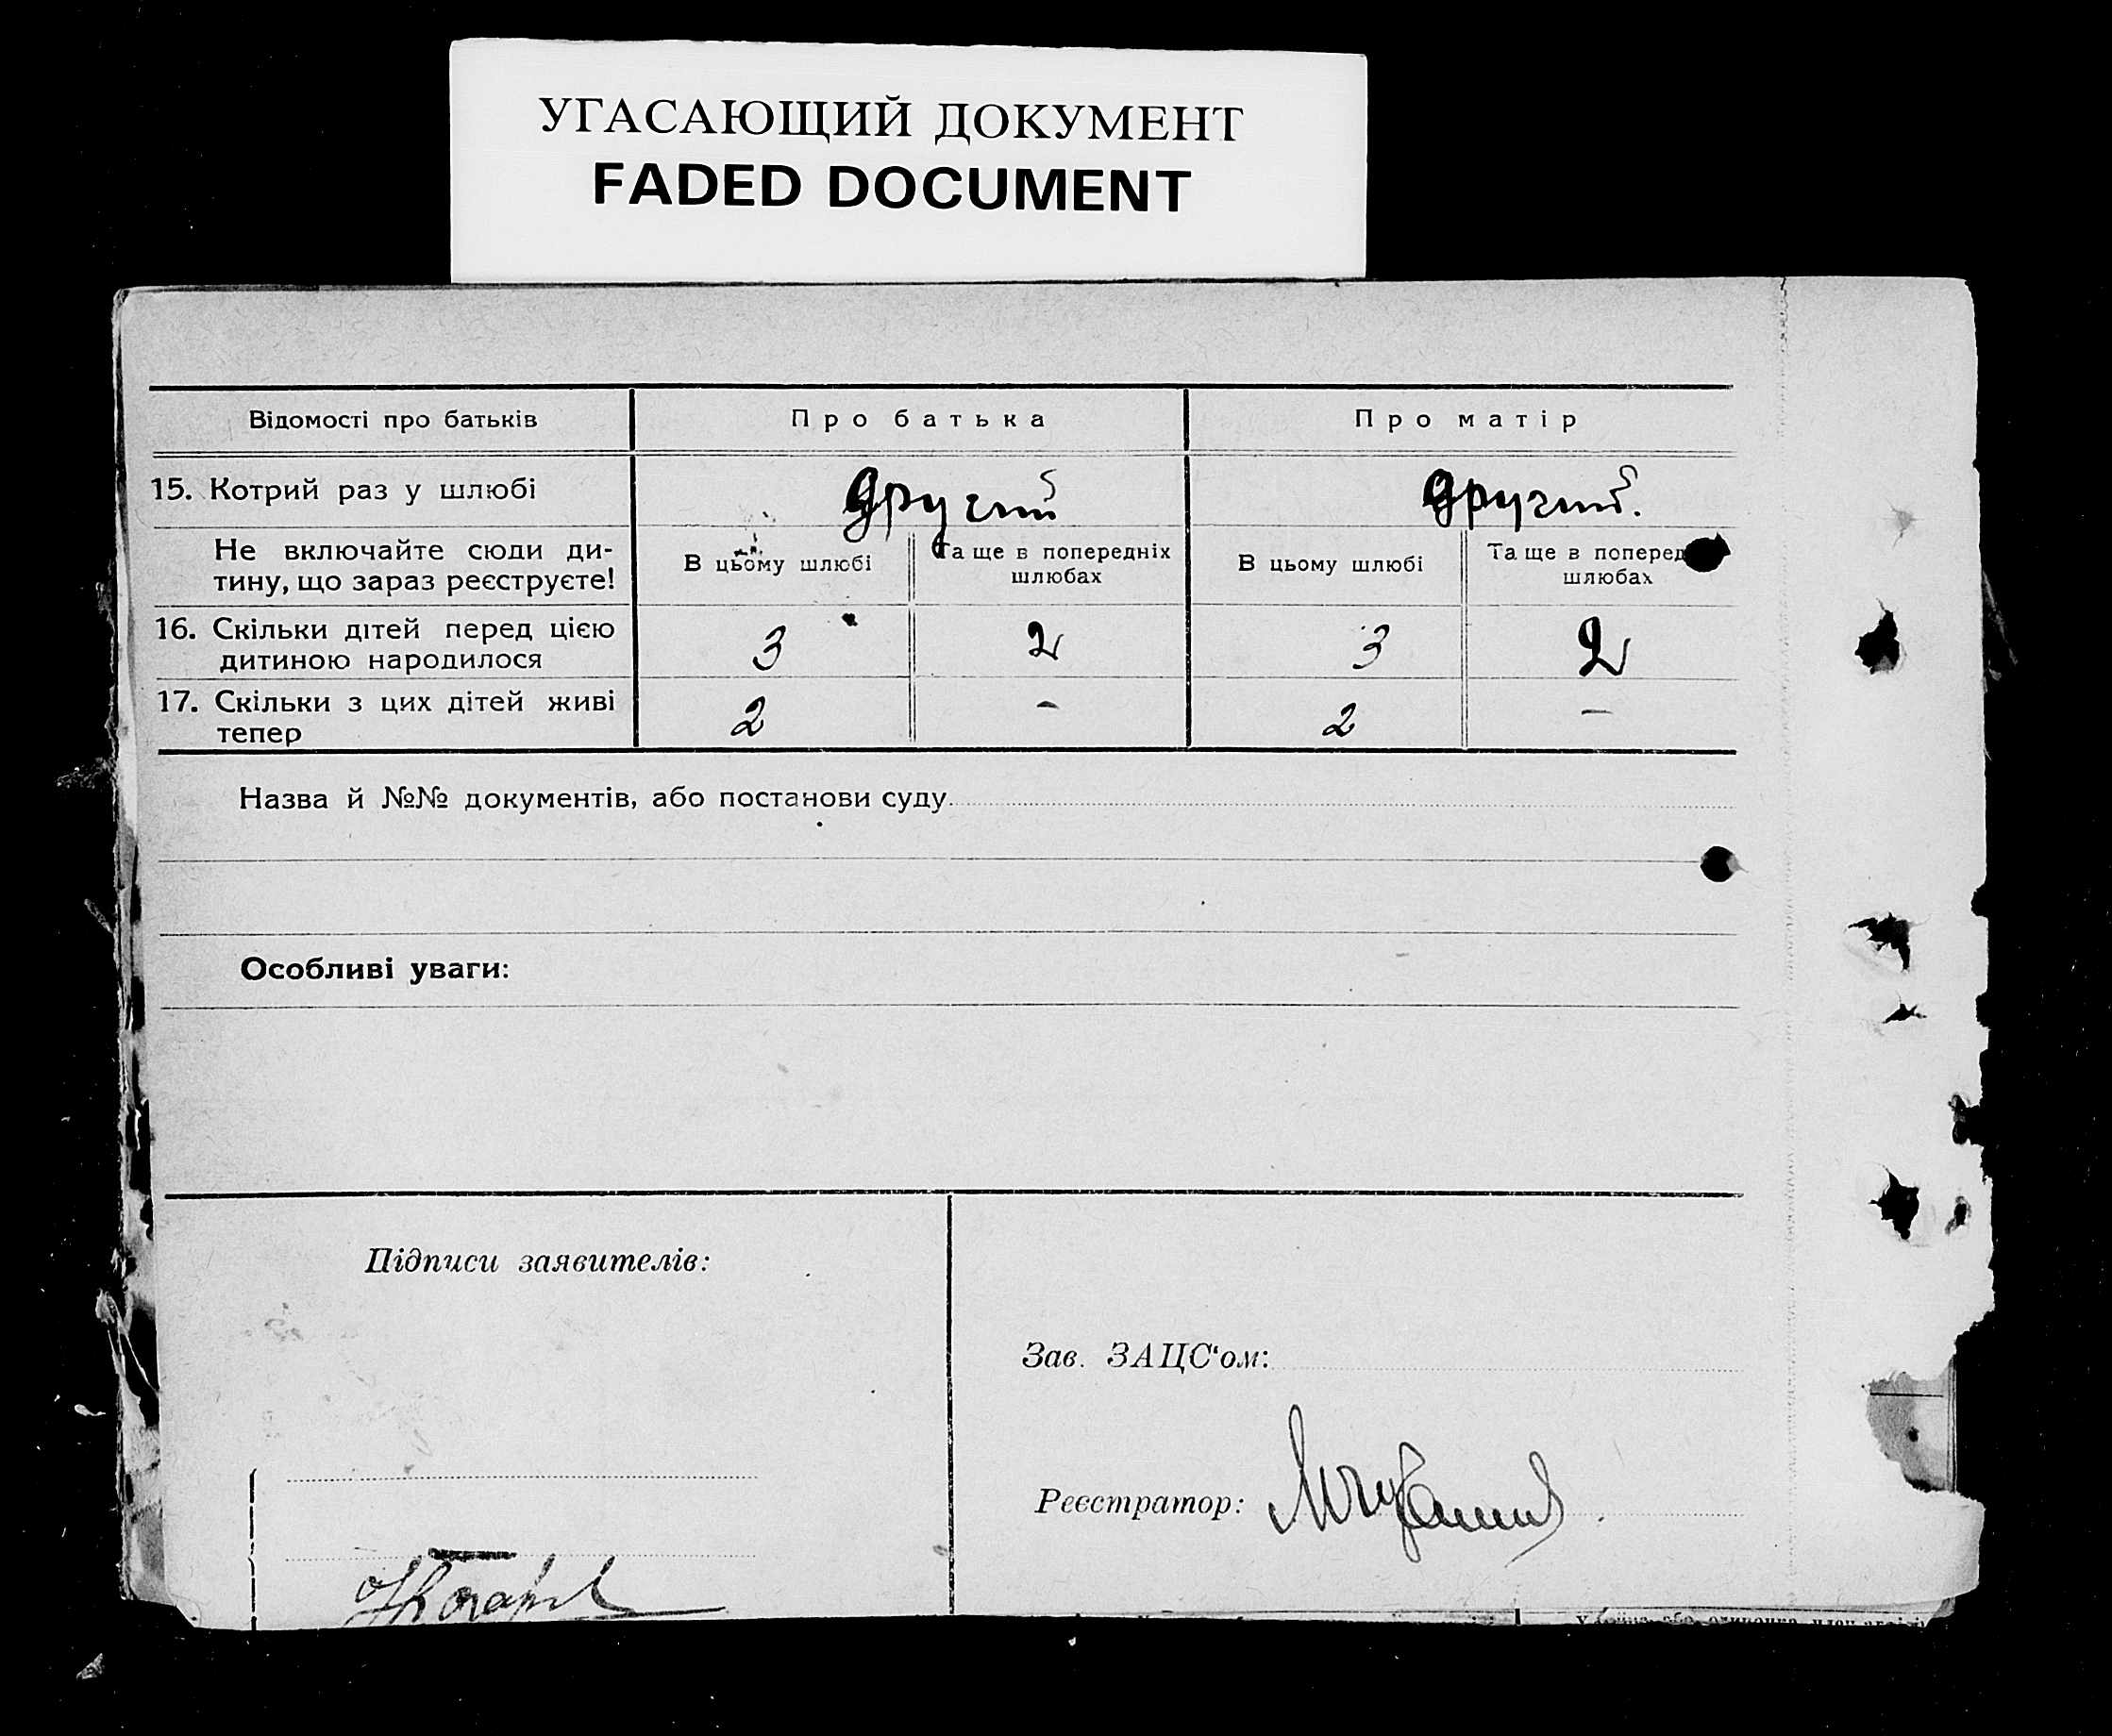 УГАСАЮЩИЙ ДОКУМЕНТ
FADED DOCUMENT
Відомості про батьків
Про батька
Про матір
15. Котрий раз у шлюбі
другий
другий.
Не включайте сюди ди-
тину, що зараз реєструєте!
В цьому шлюбі
Та ще в попередніх
шлюбах
В цьому шлюбі
Та ще в поперед
шлюбах
16. Скільки дітей перед цією
дитиною народилося
3
2
3
2
17. Скільки з цих дітей живі
тепер
2
-
2
-
Назва й №№ документів, або постанови суду
Особливі уваги:
Підписи заявителів:
Зав. ЗАЦС‘ом:
Реєстратор: